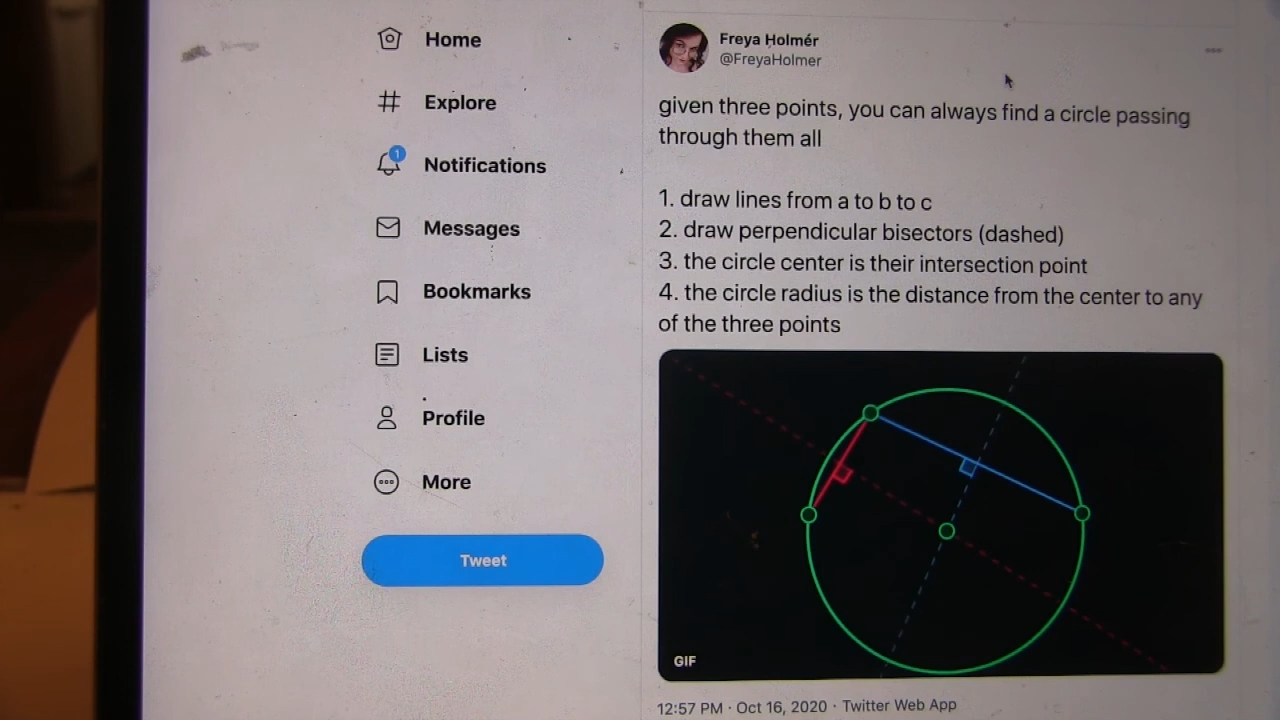 Home
Explore
1
Notifications
Messages
Bookmarks
Lists
Profile
More
Tweet
Freya Holmér
@FreyaHolmer
given three points, you can always find a circle passing
through them all
1. draw lines from a to b to c
2. draw perpendicular bisectors (dashed)
3. the circle center is their intersection point
4. the circle radius is the distance from the center to any
of the three points
GIF
12:57 PM · Oct 16, 2020 · Twitter Web App